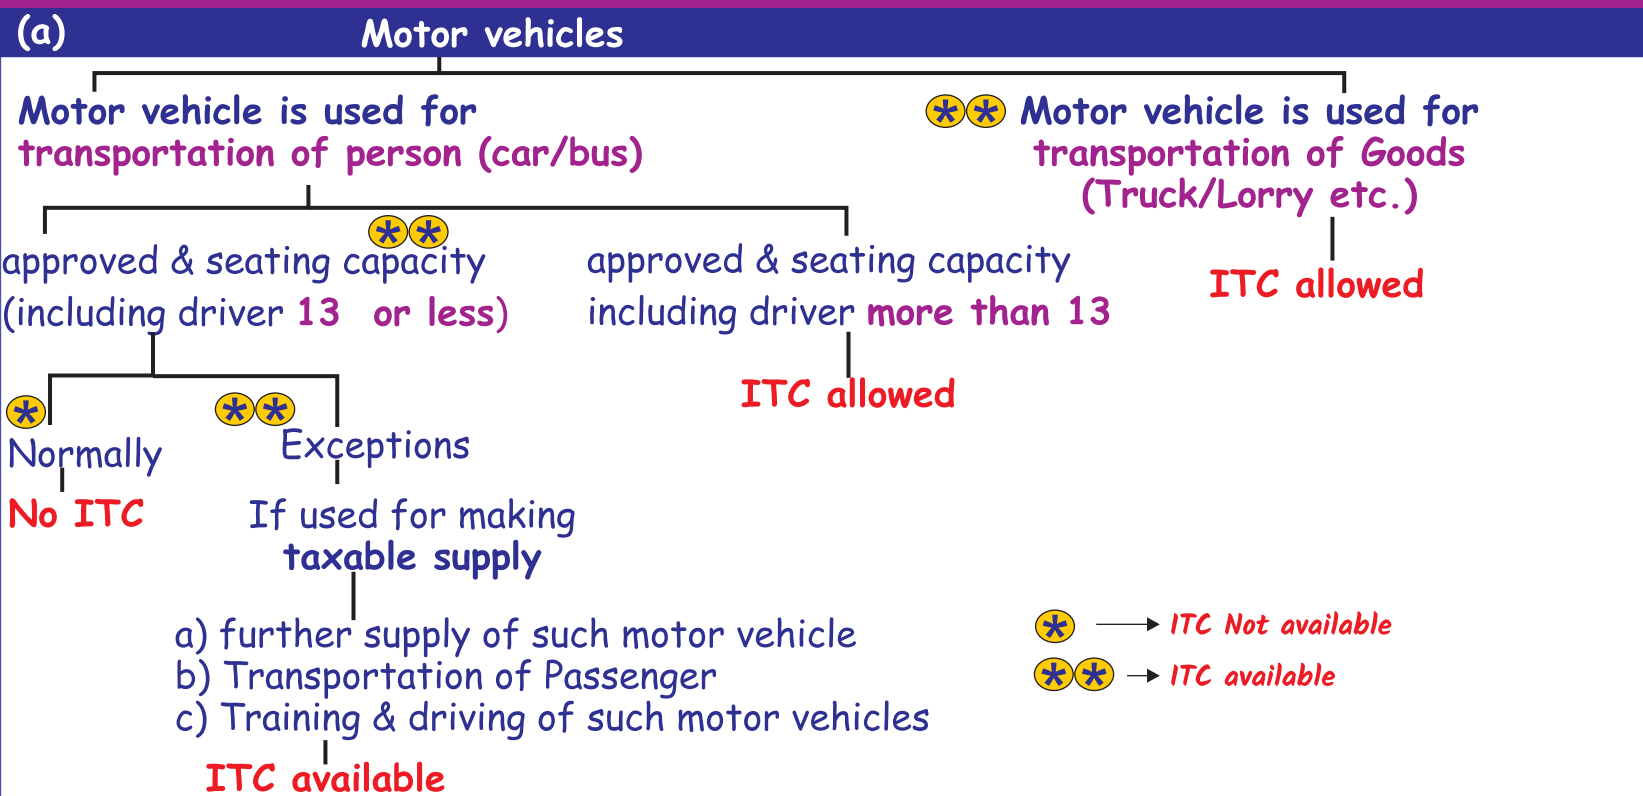 (a) Motor vehicles
Motor vehicle is used for
transportation of person (car/bus)
** Motor vehicle is used for
transportation of Goods
(Truck/Lorry etc.)
ITC allowed
**
approved & seating capacity
(including driver 13 or less)
approved & seating capacity
including driver more than 13
ITC allowed
*
Normally
No ITC
**
Exceptions
If used for making
taxable supply
a) further supply of such motor vehicle
b) Transportation of Passenger
c) Training & driving of such motor vehicles
ITC available
* → ITC Not available
** → ITC available